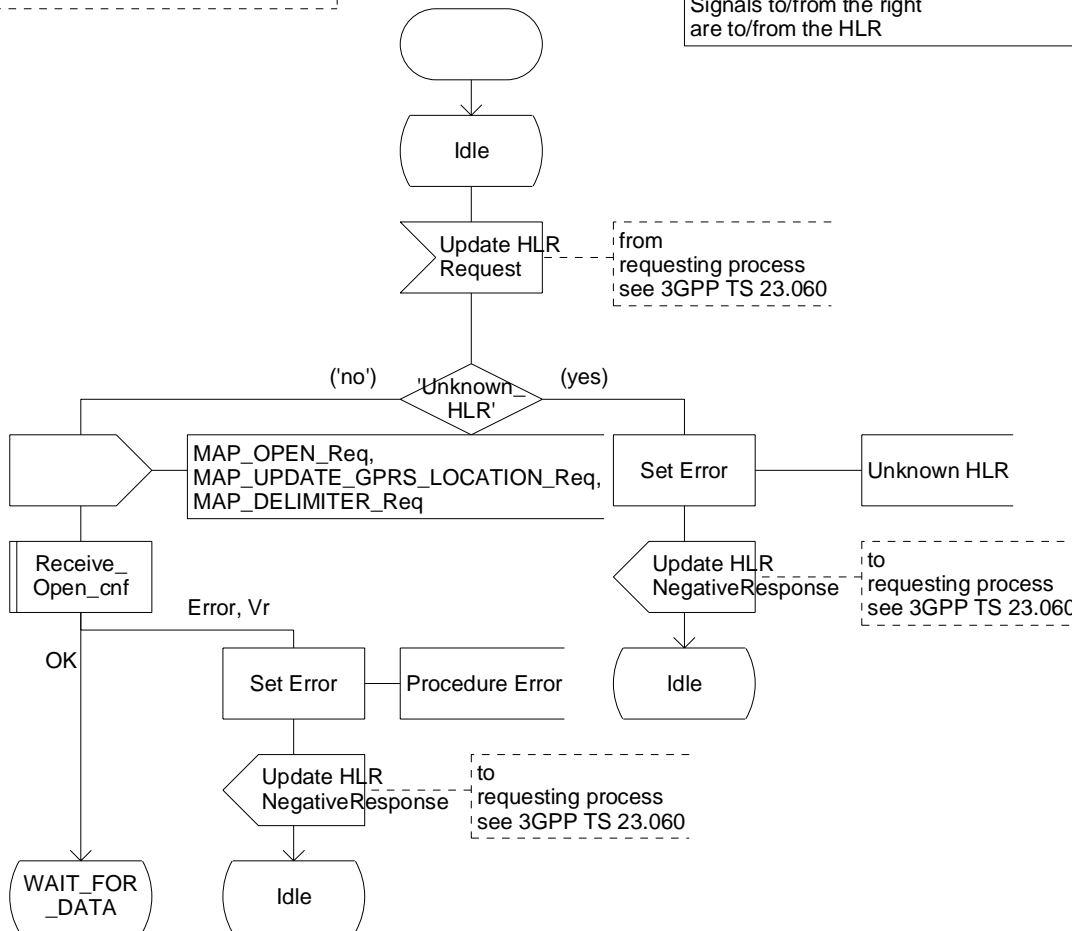 Signals to/from the right
are to/from the HLR
Idle
Update HLR
Request
from
requesting process
see 3GPP TS 23.060
('no')
'Unknown_
HLR'
(yes)
MAP_OPEN_Req,
MAP_UPDATE_GPRS_LOCATION_Req,
MAP_DELIMITER_Req
Set Error
Unknown HLR
Receive_
Open_cnf
Update HLR
NegativeResponse
to
requesting process
see 3GPP TS 23.060
Error, Vr
OK
Set Error
Procedure Error
Idle
Update HLR
NegativeResponse
to
requesting process
see 3GPP TS 23.060
WAIT_FOR
_DATA
Idle